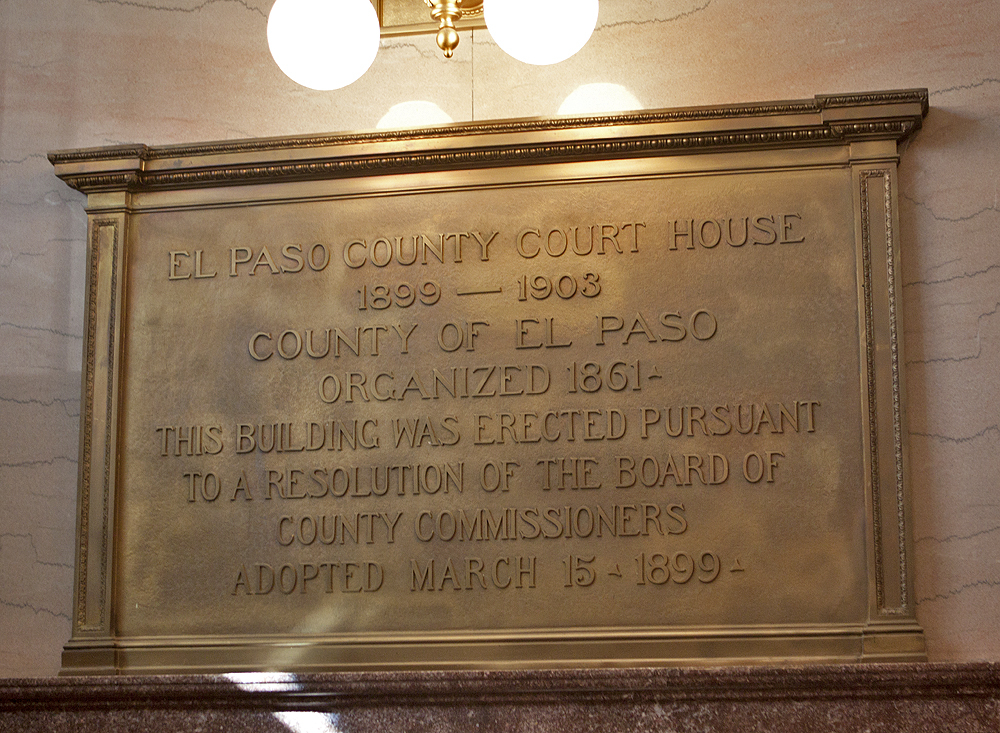 EL PASO COUNTY COURT HOUSE
1899 — 1903
COUNTY OF EL PASO
ORGANIZED 1861
THIS BUILDING WAS ERECTED PURSUANT
TO A RESOLUTION OF THE BOARD OF
COUNTY COMMISSIONERS
ADOPTED MARCH 15 1899